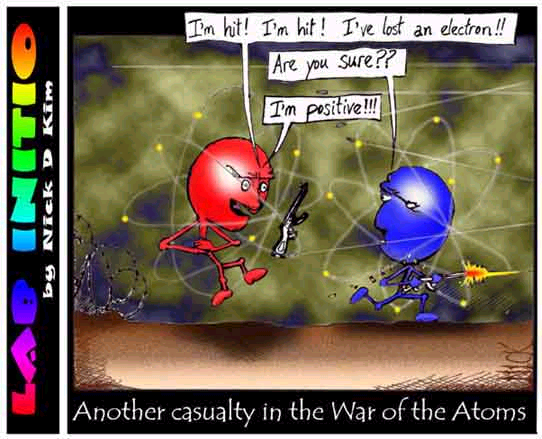 LAB INITIO
by Nick D Kim
I'm hit! I'm hit! I've lost an electron!!
Are you sure??
I'm positive!!!
NICK
Another casualty in the War of the Atoms